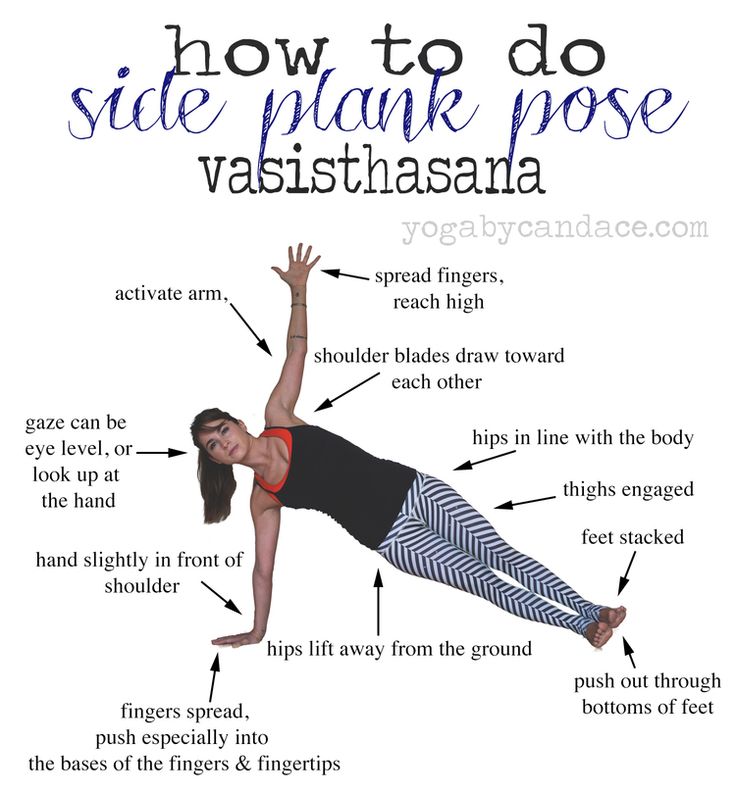 how to do
side plank pose
vasisthasana
yogabycandace.com
spread fingers,
reach high
activate arm,
shoulder blades draw toward
each other
gaze can be
eye level, or
look up at
the hand
hips in line with the body
thighs engaged
feet stacked
hand slightly in front of
shoulder
hips lift away from the ground
push out through
bottoms of feet
fingers spread,
push especially into
the bases of the fingers & fingertips